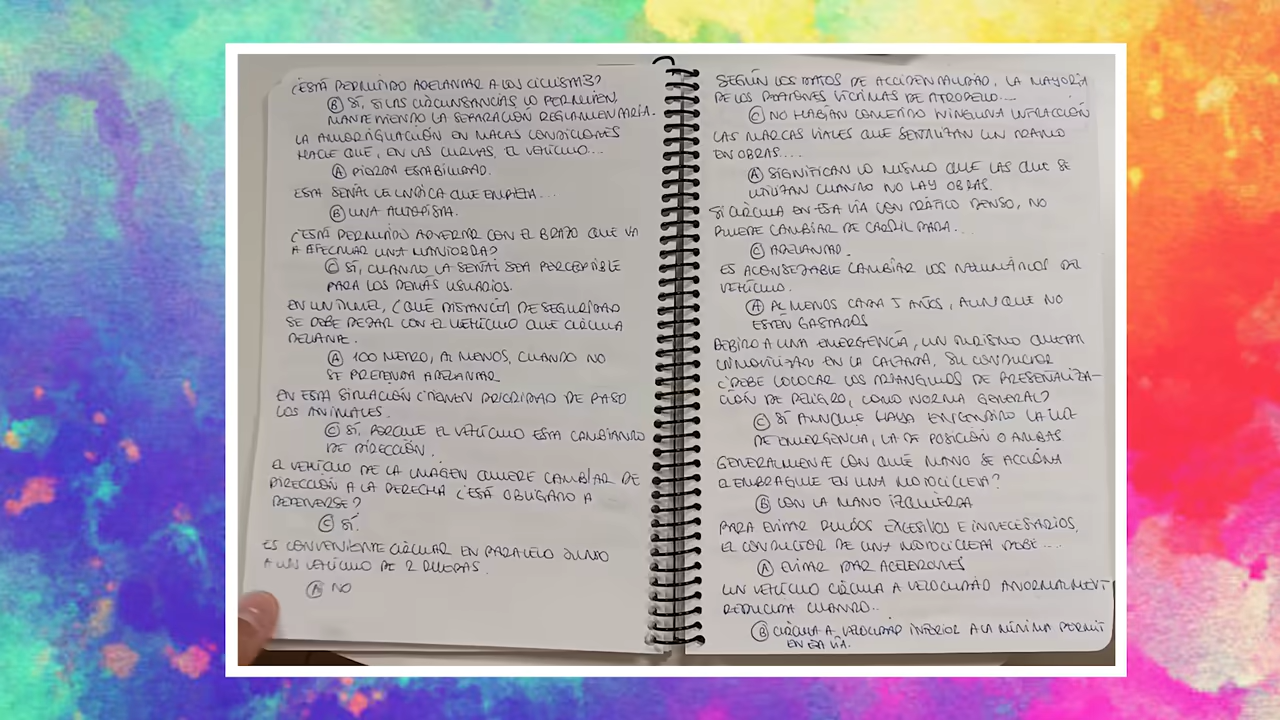 ¿ESTÁ PERMITIDO ADELANTAR A LOS CICLISTAS?
Ⓑ SÍ, SI LAS CIRCUNSTANCIAS LO PERMITEN,
MANTENIENDO LA SEPARACIÓN REGLAMENTARIA.
LA AMORTIGUACIÓN EN MALAS CONDICIONES
HACE QUE, EN LAS CURVAS, EL VEHÍCULO...
Ⓐ PIERDA ESTABILIDAD.
ESTA SEÑAL LE INDICA QUE EMPIEZA...
Ⓑ UNA AUTOPISTA.
¿ESTÁ PERMITIDO ADVERTIR CON EL BRAZO QUE VA
A EFECTUAR UNA MANIOBRA?
Ⓒ SÍ, CUANDO LA SEÑAL SEA PERCEPTIBLE
PARA LOS DEMÁS USUARIOS.
EN UN TÚNEL, ¿QUÉ DISTANCIA DE SEGURIDAD
SE DEBE DEJAR CON EL VEHÍCULO QUE CIRCULA
DELANTE.
Ⓐ 100 METRO, AL MENOS, CUANDO NO
SE PRETENDA ADELANTAR
EN ESTA SITUACIÓN ¿TIENEN PRIORIDAD DE PASO
LOS ANIMALES.
Ⓒ SÍ, PORQUE EL VEHÍCULO ESTA CAMBIANDO
DE DIRECCIÓN.
EL VEHÍCULO DE LA IMAGEN QUIERE CAMBIAR DE
DIRECCIÓN A LA DERECHA ¿ESTÁ OBLIGADO A
DETENERSE?
Ⓒ SÍ.
ES CONVENIENTE CIRCULAR EN PARALELO JUNTO
A UN VEHÍCULO DE 2 RUEDAS.
Ⓐ NO
SEGÚN LOS DATOS DE ACCIDENTALIDAD, LA MAYORÍA
DE LOS PEATONES VÍCTIMAS DE ATROPELLO...
Ⓒ NO HABÍAN COMETIDO NINGUNA INFRACCIÓN
LAS MARCAS VIALES QUE SEÑALIZAN UN TRAMO
EN OBRAS....
Ⓐ SIGNIFICAN LO MISMO QUE LAS QUE SE
UTILIZAN CUANDO NO HAY OBRAS.
SI CIRCULA EN ESA VÍA CON TRÁFICO DENSO, NO
PUEDE CAMBIAR DE CARRIL PARA...
Ⓒ ADELANTAR.
ES ACONSEJABLE CAMBIAR LOS NEUMÁTICOS DEL
VEHÍCULO.
Ⓐ AL MENOS CADA 5 AÑOS, AUNQUE NO
ESTEN GASTADOS
DEBIDO A UNA EMERGENCIA, UN TURISMO QUEDA
INMOVILIZADO EN LA CALZADA, SU CONDUCTOR
¿DEBE COLOCAR LOS TRIÁNGULOS DE PRESEÑALIZA-
CIÓN DE PELIGRO, COMO NORMA GENERAL?
Ⓒ SÍ AUNQUE HAYA ENCENDIDO LA LUZ
DE EMERGENCIA, LA DE POSICIÓN O AMBAS
GENERALMENTE CON QUÉ MANO SE ACCIONA
EL EMBRAGUE EN UNA MOTOCICLETA?
Ⓑ CON LA MANO IZQUIERDA
PARA EVITAR RUIDOS EXCESIVOS E INNECESARIOS,
EL CONDUCTOR DE UNA MOTOCICLETA DEBE....
Ⓐ EVITAR DAR ACELERONES
UN VEHÍCULO CIRCULA A VELOCIDAD ANORMALMENTE
REDUCIDA CUANDO..
Ⓑ CIRCULA A VELOCIDAD INFERIOR A LA MÍNIMA PERMIT
EN ESA VÍA.